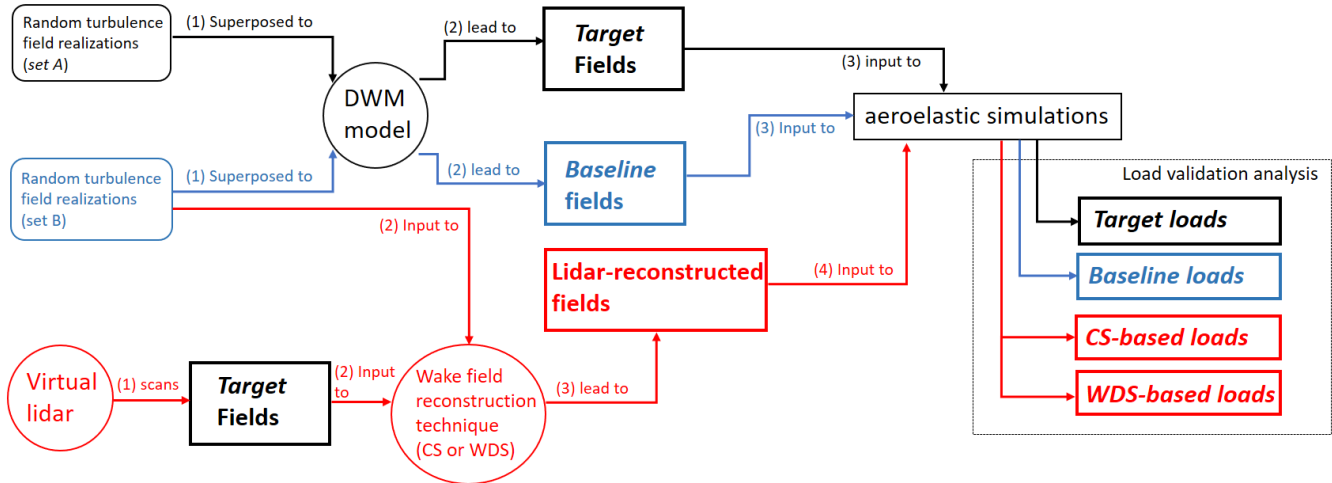 Random turbulence
field realizations
(set A)
(1) Superposed to
DWM
model
(2) lead to
Target
Fields
(3) input to
aeroelastic simulations
Random turbulence
field realizations
(set B)
(1) Superposed to
(2) lead to
Baseline
fields
(3) Input to
(2) Input to
Lidar-reconstructed
fields
(4) Input to
Virtual
lidar
(1) scans
Target
Fields
(2) Input
to
Wake field
reconstruction
technique
(CS or WDS)
(3) lead to
Load validation analysis
Target loads
Baseline loads
CS-based loads
WDS-based loads